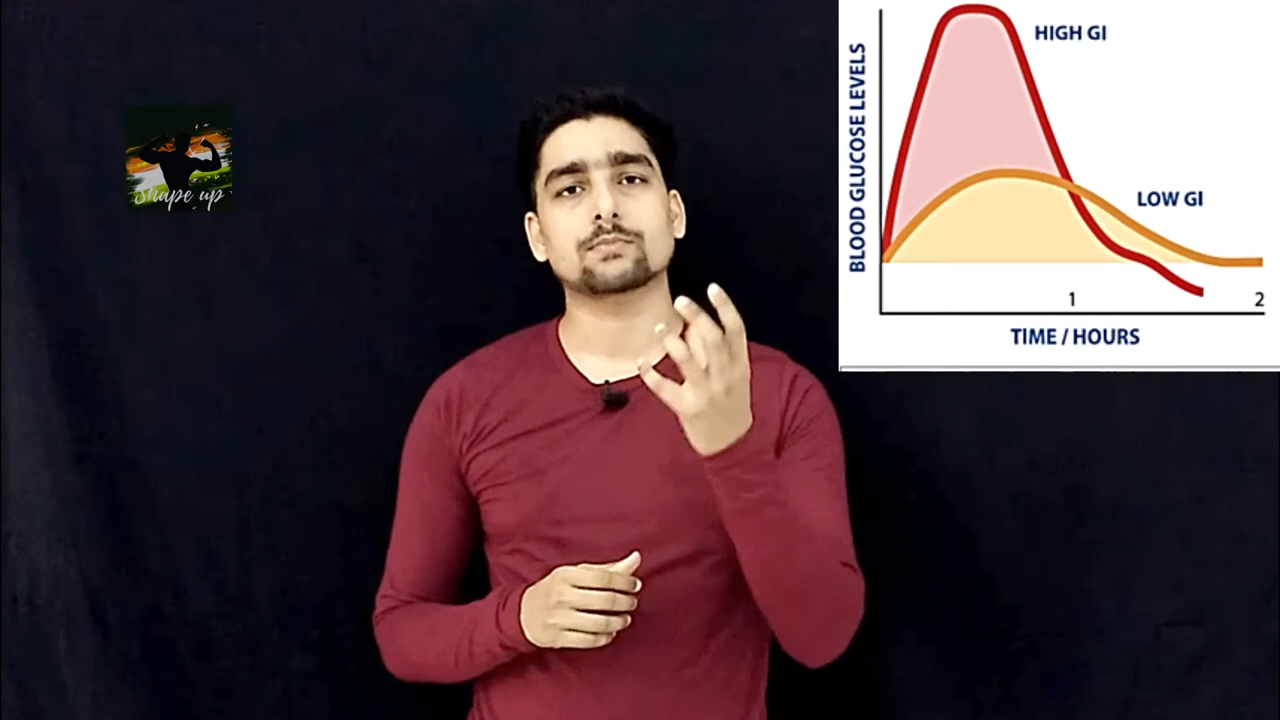 Shape up
HIGH GI
LOW GI
BLOOD GLUCOSE LEVELS
1
2
TIME / HOURS